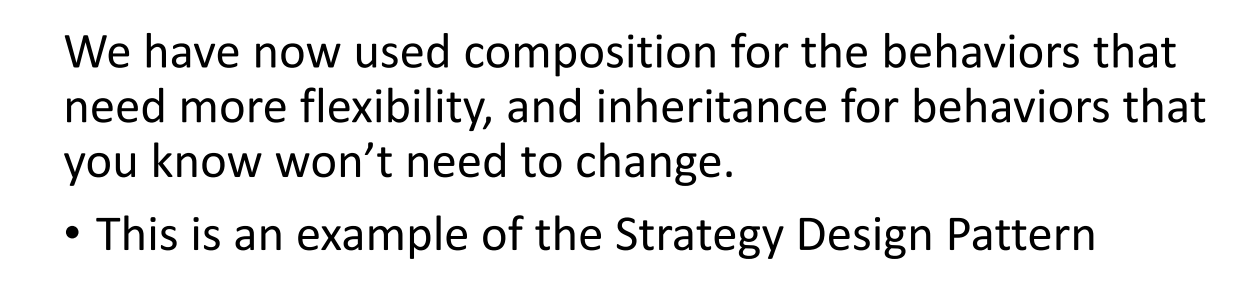 We have now used composition for the behaviors that
need more flexibility, and inheritance for behaviors that
you know won’t need to change.
• This is an example of the Strategy Design Pattern